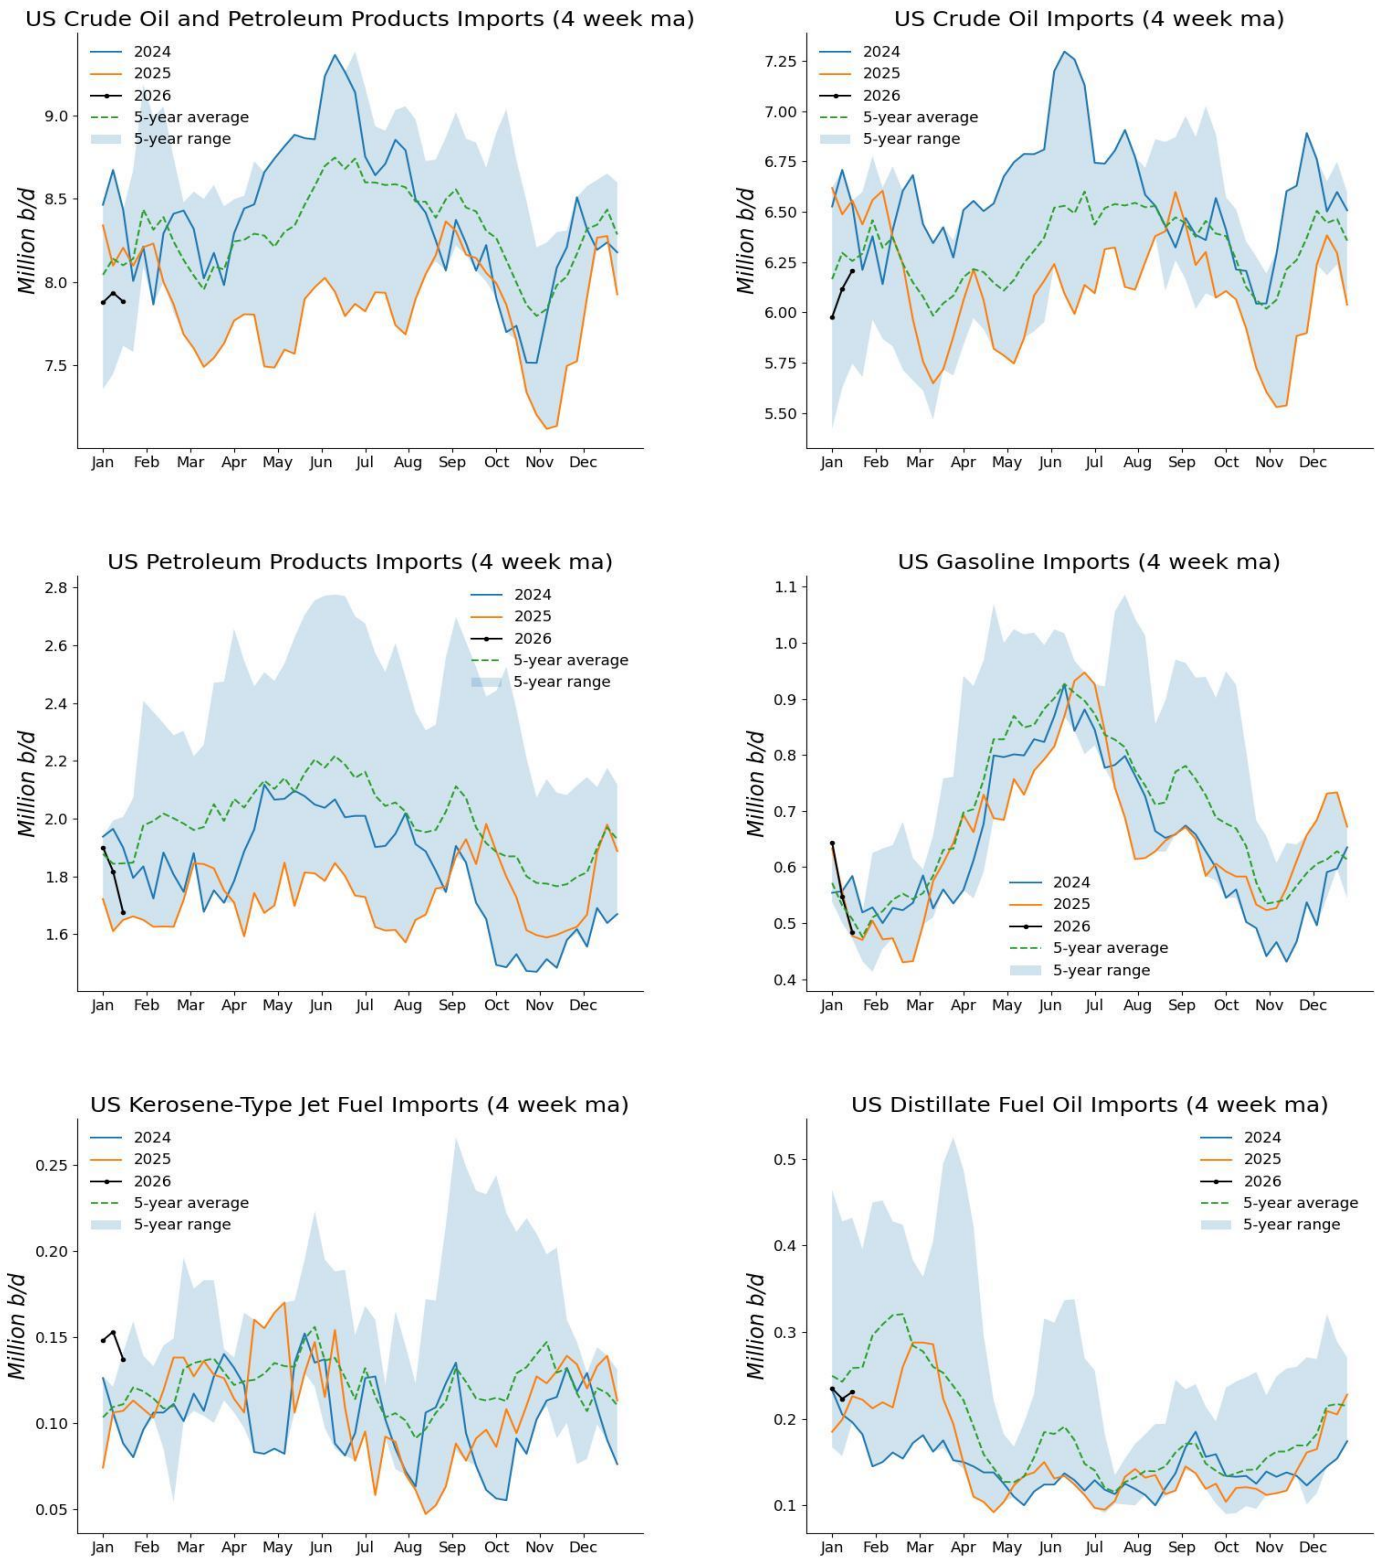 US Crude Oil and Petroleum Products Imports (4 week ma)
2024
2025
2026
5-year average
5-year range
Million b/d
9.0
8.5
8.0
7.5
Jan Feb Mar Apr May Jun Jul Aug Sep Oct Nov Dec
US Crude Oil Imports (4 week ma)
2024
2025
2026
5-year average
5-year range
Million b/d
7.25
7.00
6.75
6.50
6.25
6.00
5.75
5.50
Jan Feb Mar Apr May Jun Jul Aug Sep Oct Nov Dec
US Petroleum Products Imports (4 week ma)
2024
2025
2026
5-year average
5-year range
Million b/d
2.8
2.6
2.4
2.2
2.0
1.8
1.6
Jan Feb Mar Apr May Jun Jul Aug Sep Oct Nov Dec
US Gasoline Imports (4 week ma)
2024
2025
2026
5-year average
5-year range
Million b/d
1.1
1.0
0.9
0.8
0.7
0.6
0.5
0.4
Jan Feb Mar Apr May Jun Jul Aug Sep Oct Nov Dec
US Kerosene-Type Jet Fuel Imports (4 week ma)
2024
2025
2026
5-year average
5-year range
Million b/d
0.25
0.20
0.15
0.10
0.05
Jan Feb Mar Apr May Jun Jul Aug Sep Oct Nov Dec
US Distillate Fuel Oil Imports (4 week ma)
2024
2025
2026
5-year average
5-year range
Million b/d
0.5
0.4
0.3
0.2
0.1
Jan Feb Mar Apr May Jun Jul Aug Sep Oct Nov Dec